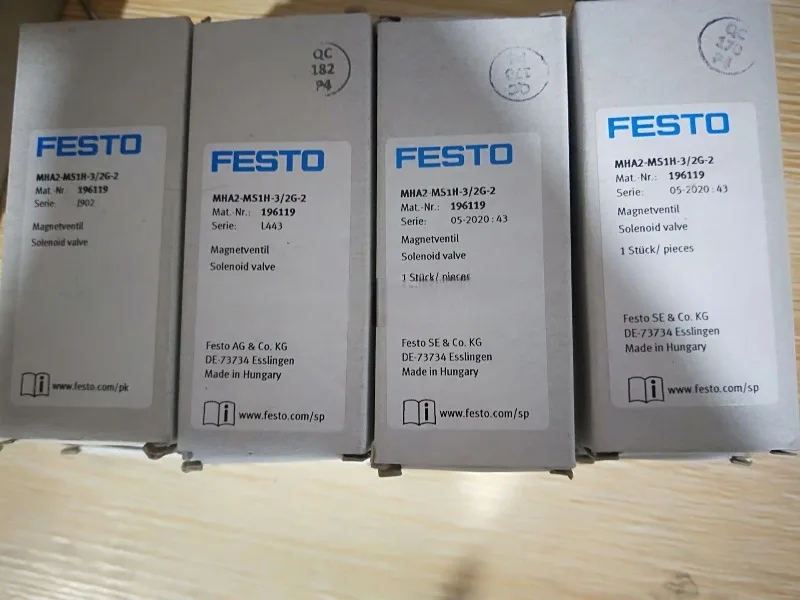 FESTO
MHA2-MS1H-3/2G-2
Mat.-Nr.: 196119
Serie: J902
Magnetventil
Solenoid valve
www.festo.com/pk
QC
182
P4
FESTO
MHA2-MS1H-3/2G-2
Mat.-Nr.: 196119
Serie: L443
Magnetventil
Solenoid valve
Festo AG & Co. KG
DE-73734 Esslingen
Made in Hungary
www.festo.com/sp
QC
170
P4
FESTO
MHA2-MS1H-3/2G-2
Mat.-Nr.: 196119
Serie: 05-2020 : 43
Magnetventil
Solenoid valve
1 Stück/ pieces
Festo SE & Co. KG
DE-73734 Esslingen
Made in Hungary
www.festo.com/sp
QC
170
P4
FESTO
MHA2-MS1H-3/2G-2
Mat.-Nr.: 196119
Serie: 05-2020 : 43
Magnetventil
Solenoid valve
1 Stück/ pieces
Festo SE & Co. KG
DE-73734 Esslingen
Made in Hungary
www.festo.com/sp